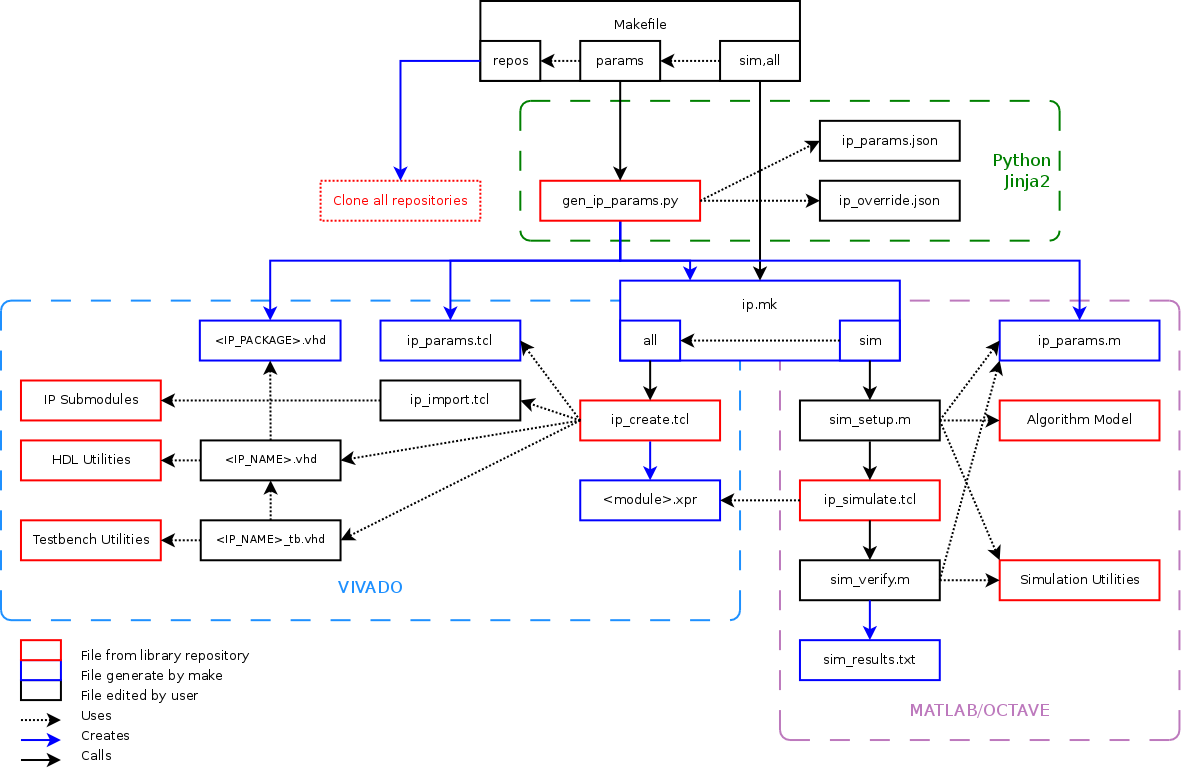 Makefile
repos
params
sim,all
ip_params.json
Python
Jinja2
Clone all repositories
gen_ip_params.py
ip_override.json
ip.mk
<IP_PACKAGE>.vhd
ip_params.tcl
all
sim
ip_params.m
IP Submodules
ip_import.tcl
ip_create.tcl
sim_setup.m
Algorithm Model
HDL Utilities
<IP_NAME>.vhd
<module>.xpr
ip_simulate.tcl
Testbench Utilities
<IP_NAME>_tb.vhd
VIVADO
sim_verify.m
Simulation Utilities
sim_results.txt
MATLAB/OCTAVE
File from library repository
File generate by make
File edited by user
Uses
Creates
Calls